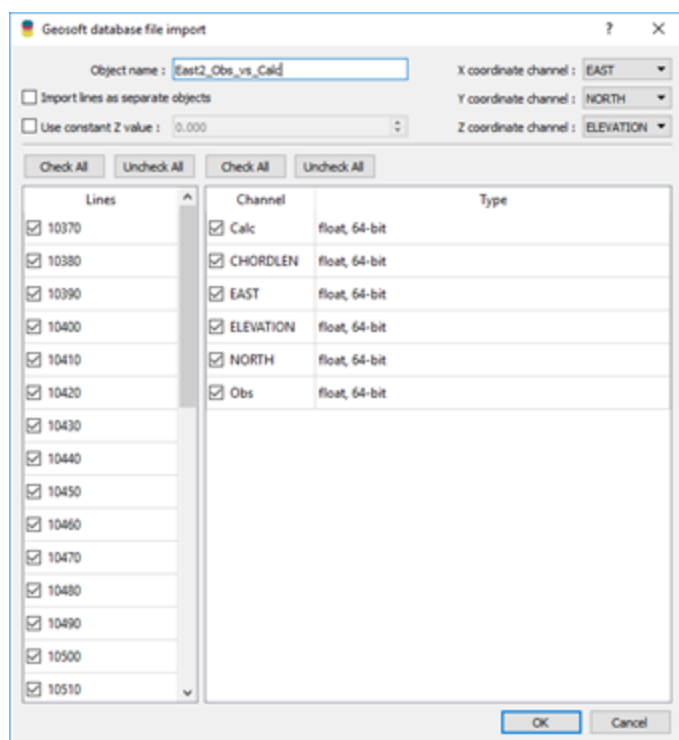 Geosoft database file import
Object name : East2_Obs_vs_Calc
X coordinate channel : EAST
Import lines as separate objects
Y coordinate channel : NORTH
Use constant Z value : 0.000
Z coordinate channel : ELEVATION
Check All Uncheck All Check All Uncheck All
Lines Channel Type
10370 Calc float, 64-bit
10380 CHORDLEN float, 64-bit
10390 EAST float, 64-bit
10400 ELEVATION float, 64-bit
10410 NORTH float, 64-bit
10420 Obs float, 64-bit
10430
10440
10450
10460
10470
10480
10490
10500
10510
OK Cancel